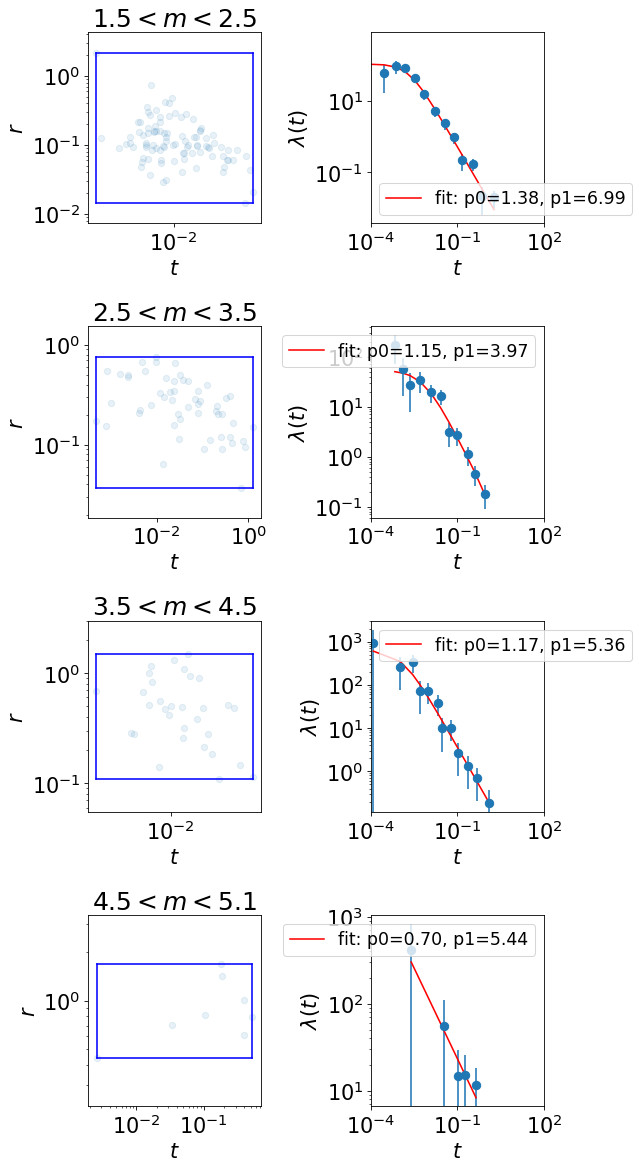 1.5 < m < 2.5
10⁰
10⁻¹
10⁻²
r
10⁻²
t
10¹
10⁻¹
λ(t)
fit: p0=1.38, p1=6.99
10⁻⁴
10⁻¹
10²
t
2.5 < m < 3.5
10⁰
10⁻¹
r
10⁻²
10⁰
t
10²
10¹
10⁰
10⁻¹
λ(t)
fit: p0=1.15, p1=3.97
10⁻⁴
10⁻¹
10²
t
3.5 < m < 4.5
10⁰
10⁻¹
r
10⁻²
t
10³
10²
10¹
10⁰
λ(t)
fit: p0=1.17, p1=5.36
10⁻⁴
10⁻¹
10²
t
4.5 < m < 5.1
10⁰
r
10⁻²
10⁻¹
t
10³
10²
10¹
λ(t)
fit: p0=0.70, p1=5.44
10⁻⁴
10⁻¹
10²
t